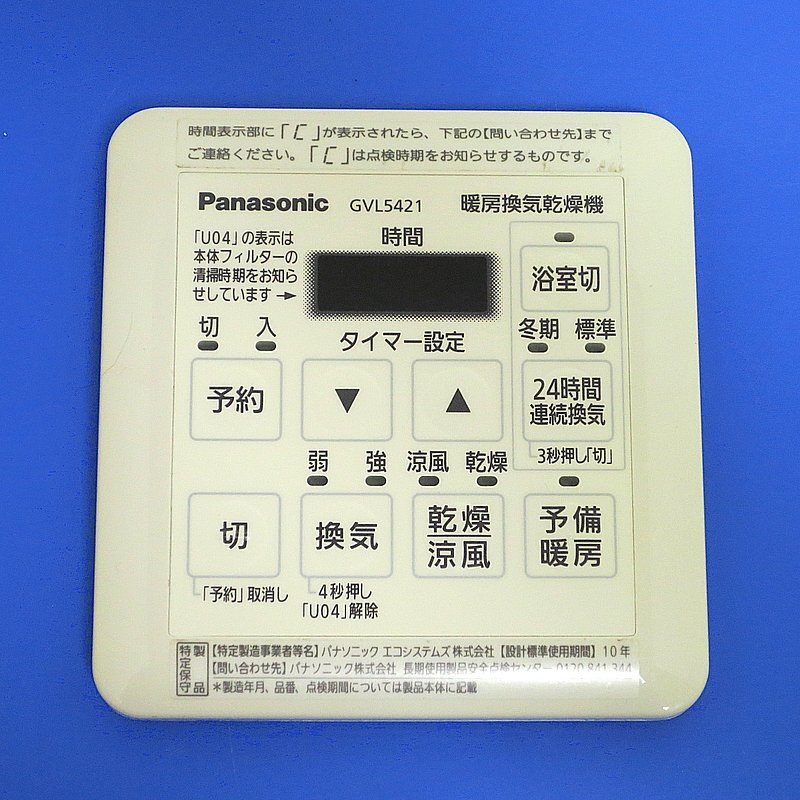 時間表示部に「[」が表示されたら、下記の【問い合わせ先】まで
ご連絡ください。「[」は点検時期をお知らせするものです。
Panasonic GVL5421 暖房換気乾燥機
「U04」の表示は
本体フィルターの
清掃時期をお知ら
せしています→
時間
浴室切
切 入
タイマー設定
冬期 標準
予約
▼
▲
24時間
連続換気
3秒押し「切」
弱 強 涼風 乾燥
切
換気
乾燥
涼風
予備
暖房
「予約」取消し
4秒押し
「U04」解除
特定保守製品
【特定製造事業者等名】パナソニック エコシステムズ株式会社【設計標準使用期間】10年
【問い合わせ先】パナソニック株式会社 長期使用製品安全点検センター 0120 841 344
*製造年月、品番、点検期間については製品本体に記載